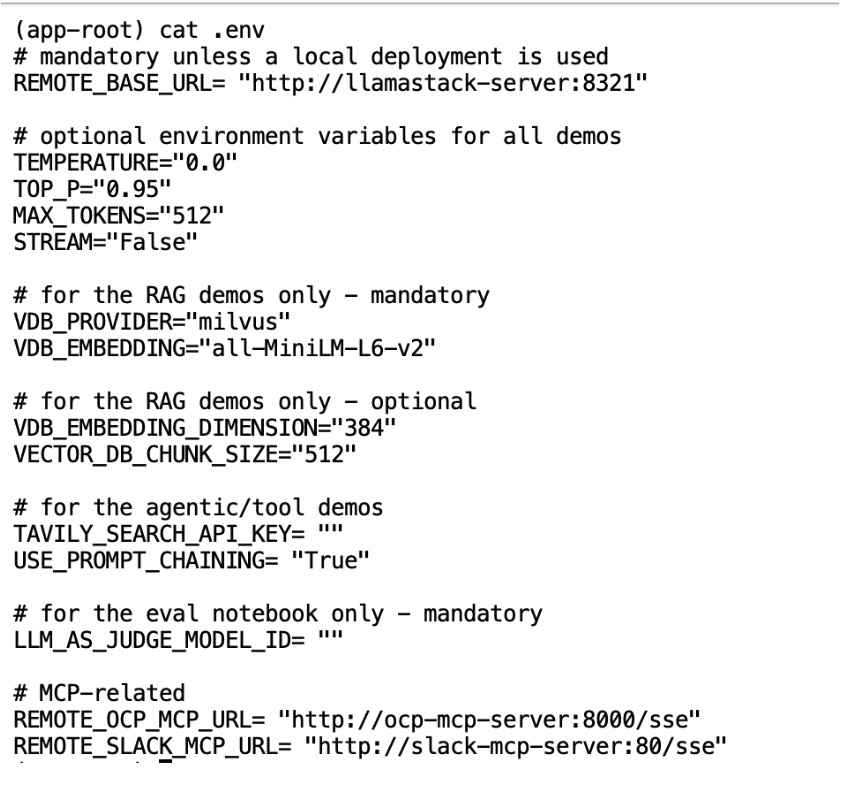 (app-root) cat .env
# mandatory unless a local deployment is used
REMOTE_BASE_URL= "http://llamastack-server:8321"

# optional environment variables for all demos
TEMPERATURE="0.0"
TOP_P="0.95"
MAX_TOKENS="512"
STREAM="False"

# for the RAG demos only – mandatory
VDB_PROVIDER="milvus"
VDB_EMBEDDING="all-MiniLM-L6-v2"

# for the RAG demos only – optional
VDB_EMBEDDING_DIMENSION="384"
VECTOR_DB_CHUNK_SIZE="512"

# for the agentic/tool demos
TAVILY_SEARCH_API_KEY= ""
USE_PROMPT_CHAINING= "True"

# for the eval notebook only – mandatory
LLM_AS_JUDGE_MODEL_ID= ""

# MCP-related
REMOTE_OCP_MCP_URL= "http://ocp-mcp-server:8000/sse"
REMOTE_SLACK_MCP_URL= "http://slack-mcp-server:80/sse"